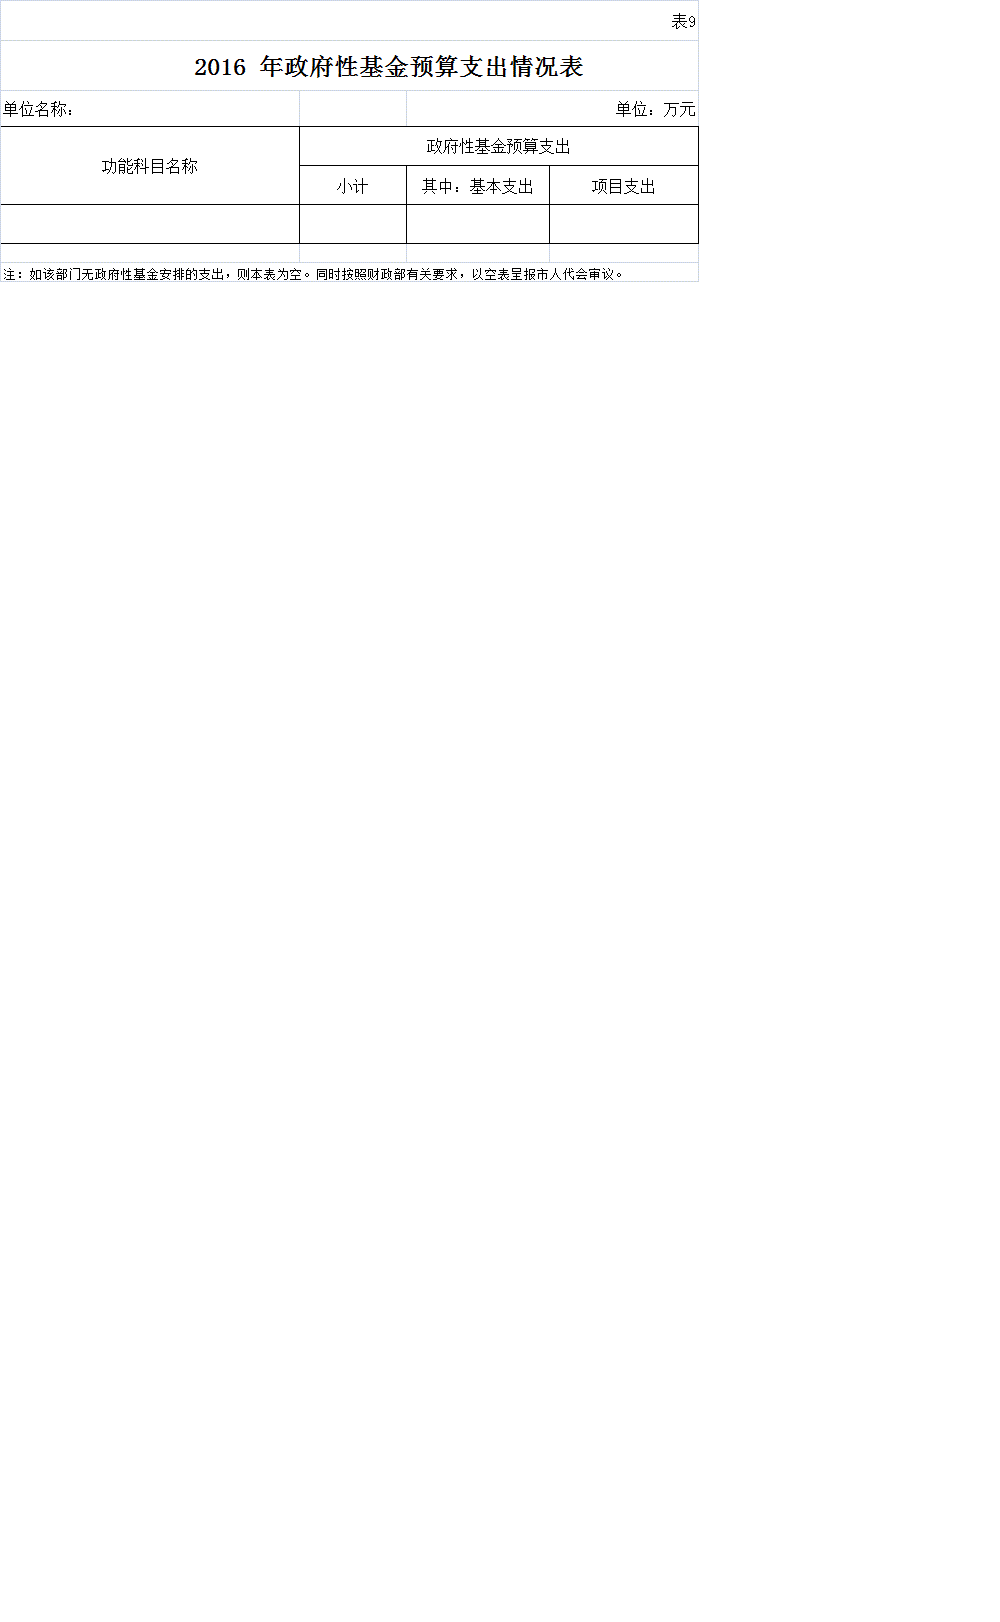 表9
2016 年政府性基金预算支出情况表
单位名称： 单位：万元
功能科目名称 政府性基金预算支出
小计 其中：基本支出 项目支出
注：如该部门无政府性基金安排的支出，则本表为空。同时按照财政部有关要求，以空表呈报市人代会审议。